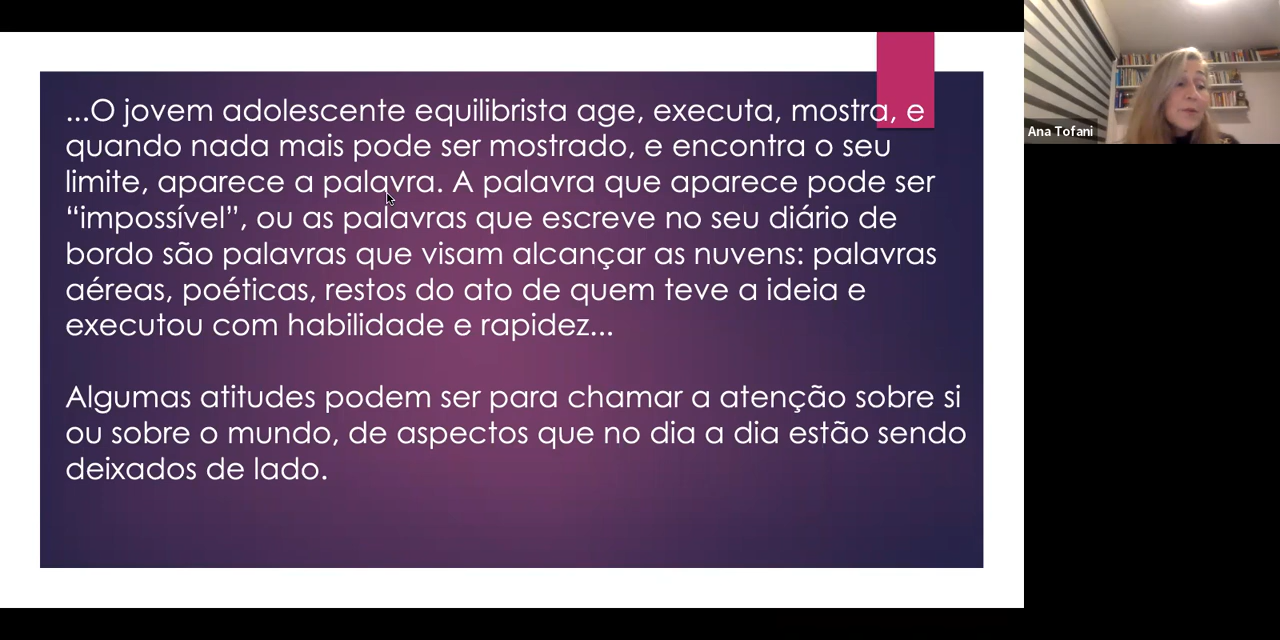 ...O jovem adolescente equilibrista age, executa, mostra, e
quando nada mais pode ser mostrado, e encontra o seu
limite, aparece a palavra. A palavra que aparece pode ser
“impossível”, ou as palavras que escreve no seu diário de
bordo são palavras que visam alcançar as nuvens: palavras
aéreas, poéticas, restos do ato de quem teve a ideia e
executou com habilidade e rapidez...
Algumas atitudes podem ser para chamar a atenção sobre si
ou sobre o mundo, de aspectos que no dia a dia estão sendo
deixados de lado.
Ana Tofani